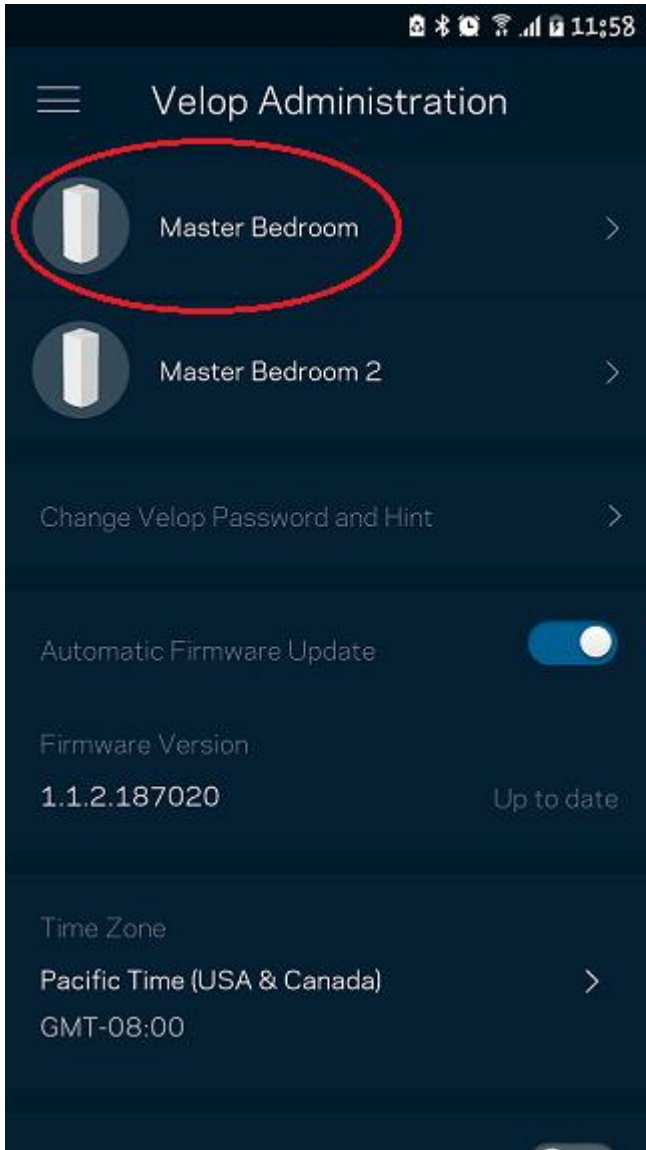 11:58
Velop Administration
Master Bedroom
Master Bedroom 2
Change Velop Password and Hint
Automatic Firmware Update
Firmware Version
1.1.2.187020 Up to date
Time Zone
Pacific Time (USA & Canada)
GMT-08:00